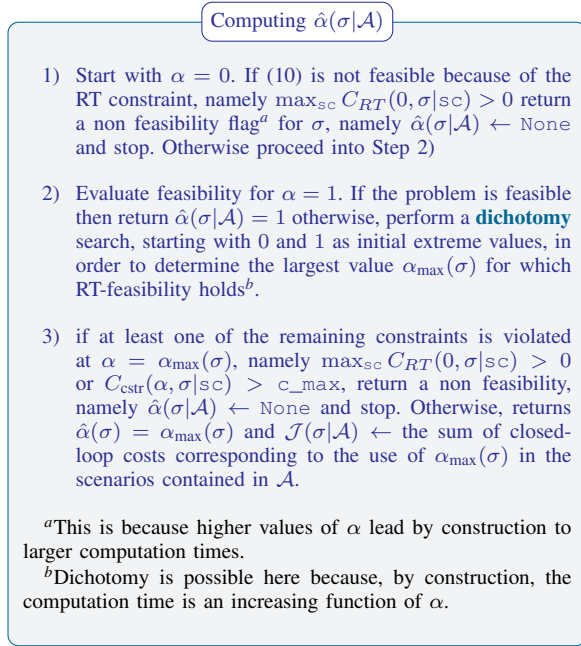 Computing α̂(σ|𝒜)
1) Start with α = 0. If (10) is not feasible because of the
RT constraint, namely max_sc C_RT(0, σ|sc) > 0 return
a non feasibility flag^a for σ, namely α̂(σ|𝒜) ← None
and stop. Otherwise proceed into Step 2)
2) Evaluate feasibility for α = 1. If the problem is feasible
then return α̂(σ|𝒜) = 1 otherwise, perform a dichotomy
search, starting with 0 and 1 as initial extreme values, in
order to determine the largest value α_max(σ) for which
RT-feasibility holds^b.
3) if at least one of the remaining constraints is violated
at α = α_max(σ), namely max_sc C_RT(0, σ|sc) > 0
or C_cstr(α, σ|sc) > c_max, return a non feasibility,
namely α̂(σ|𝒜) ← None and stop. Otherwise, returns
α̂(σ) = α_max(σ) and 𝒥(σ|𝒜) ← the sum of closed-
loop costs corresponding to the use of α_max(σ) in the
scenarios contained in 𝒜.
^aThis is because higher values of α lead by construction to
larger computation times.
^bDichotomy is possible here because, by construction, the
computation time is an increasing function of α.